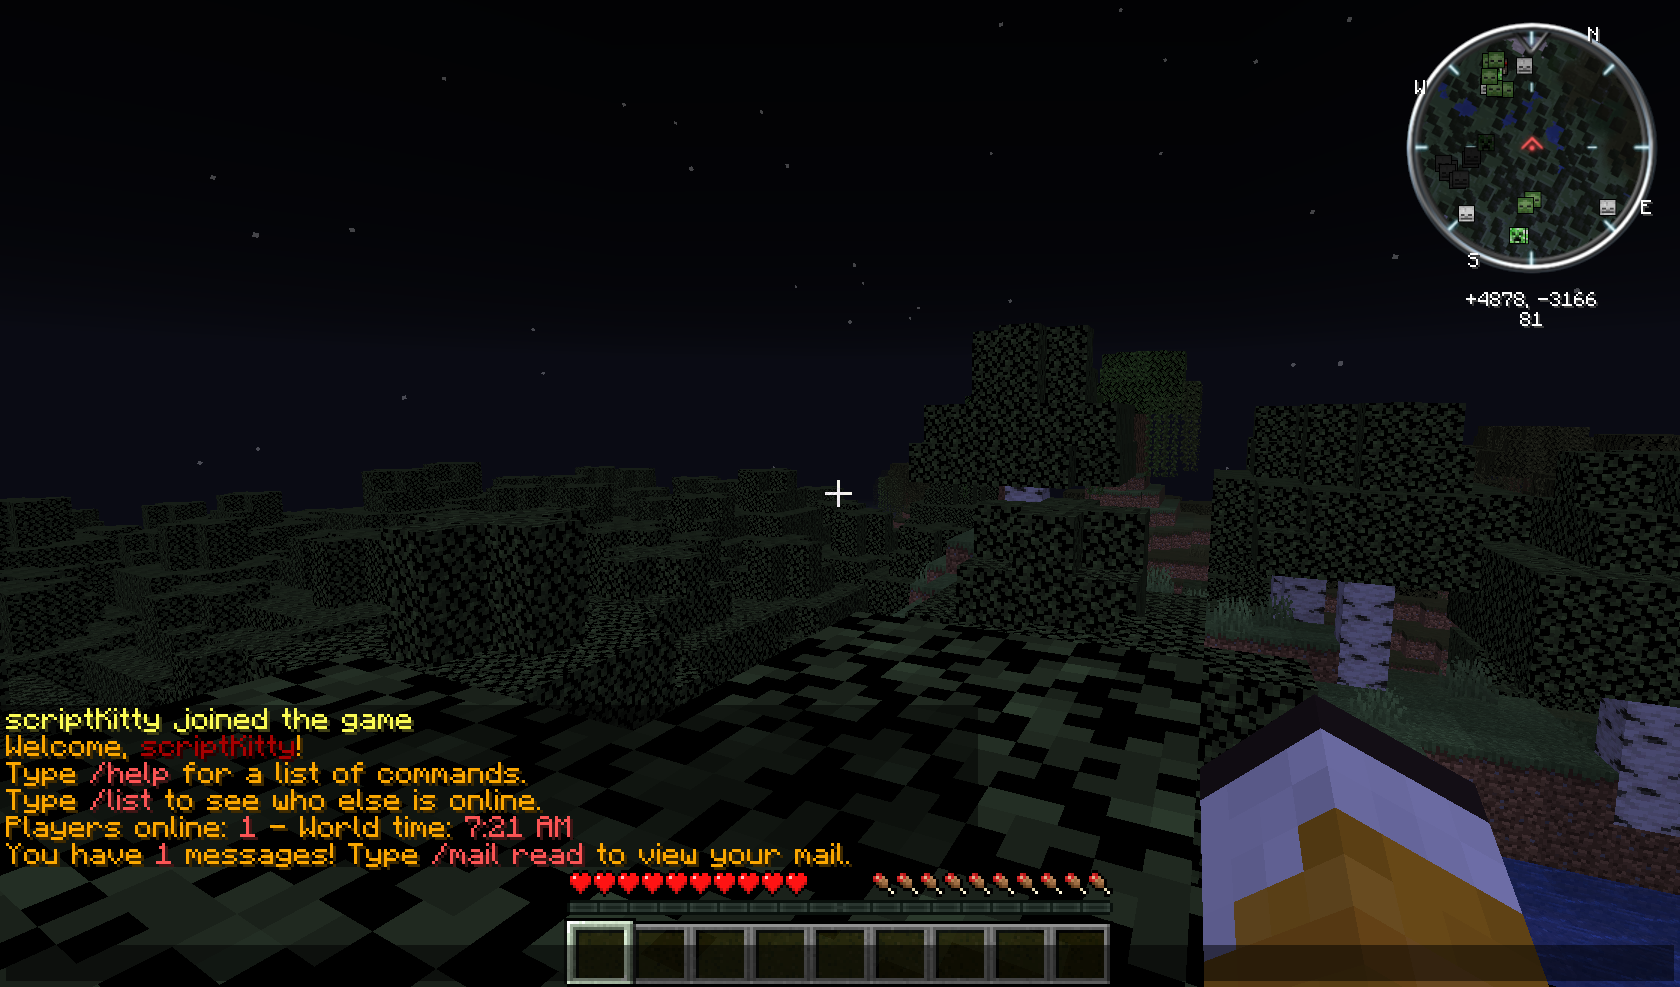 N
W
E
S
+4878, -3166
81
scriptKitty joined the game
Welcome, scriptKitty!
Type /help for a list of commands.
Type /list to see who else is online.
Players online: 1 - World time: 7:21 AM
You have 1 messages! Type /mail read to view your mail.